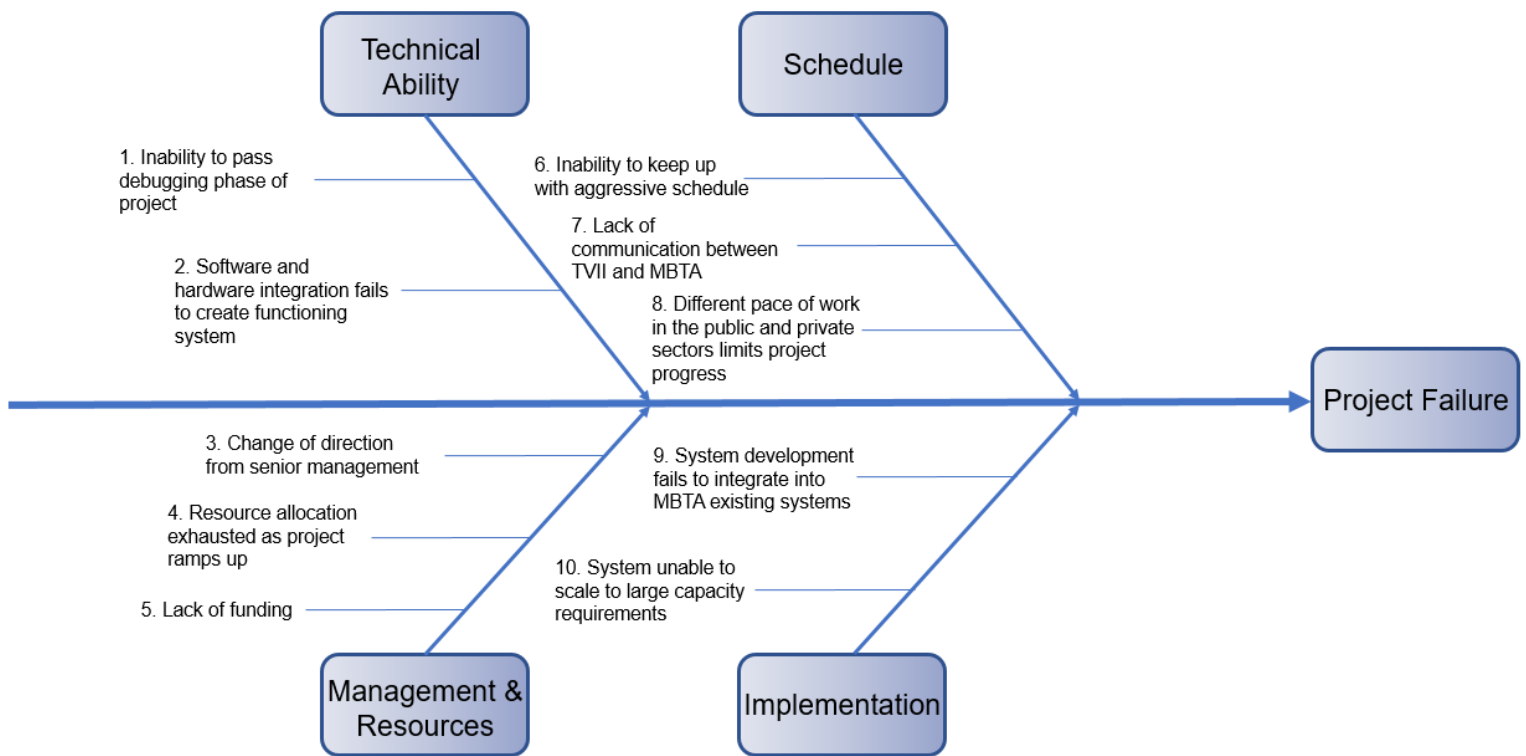 Technical
Ability
Schedule
1. Inability to pass
debugging phase of
project
2. Software and
hardware integration fails
to create functioning
system
6. Inability to keep up
with aggressive schedule
7. Lack of
communication between
TVII and MBTA
8. Different pace of work
in the public and private
sectors limits project
progress
Project Failure
3. Change of direction
from senior management
4. Resource allocation
exhausted as project
ramps up
5. Lack of funding
9. System development
fails to integrate into
MBTA existing systems
10. System unable to
scale to large capacity
requirements
Management &
Resources
Implementation